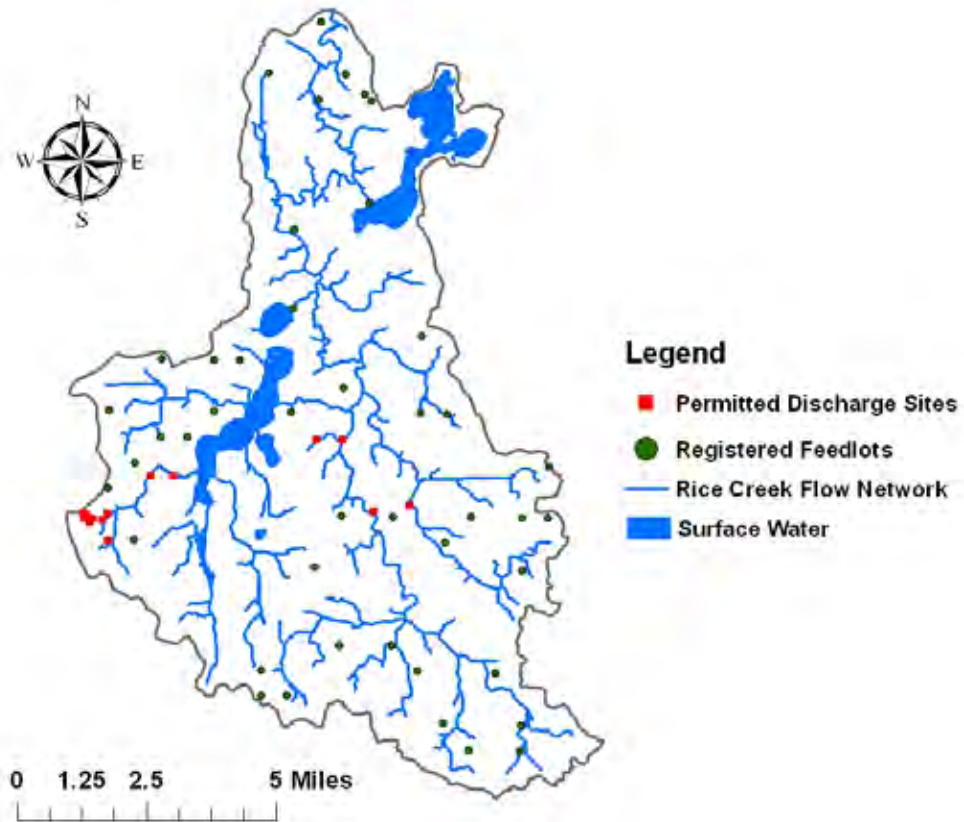 N
W E
S
Legend
Permitted Discharge Sites
Registered Feedlots
Rice Creek Flow Network
Surface Water
0 1.25 2.5 5 Miles